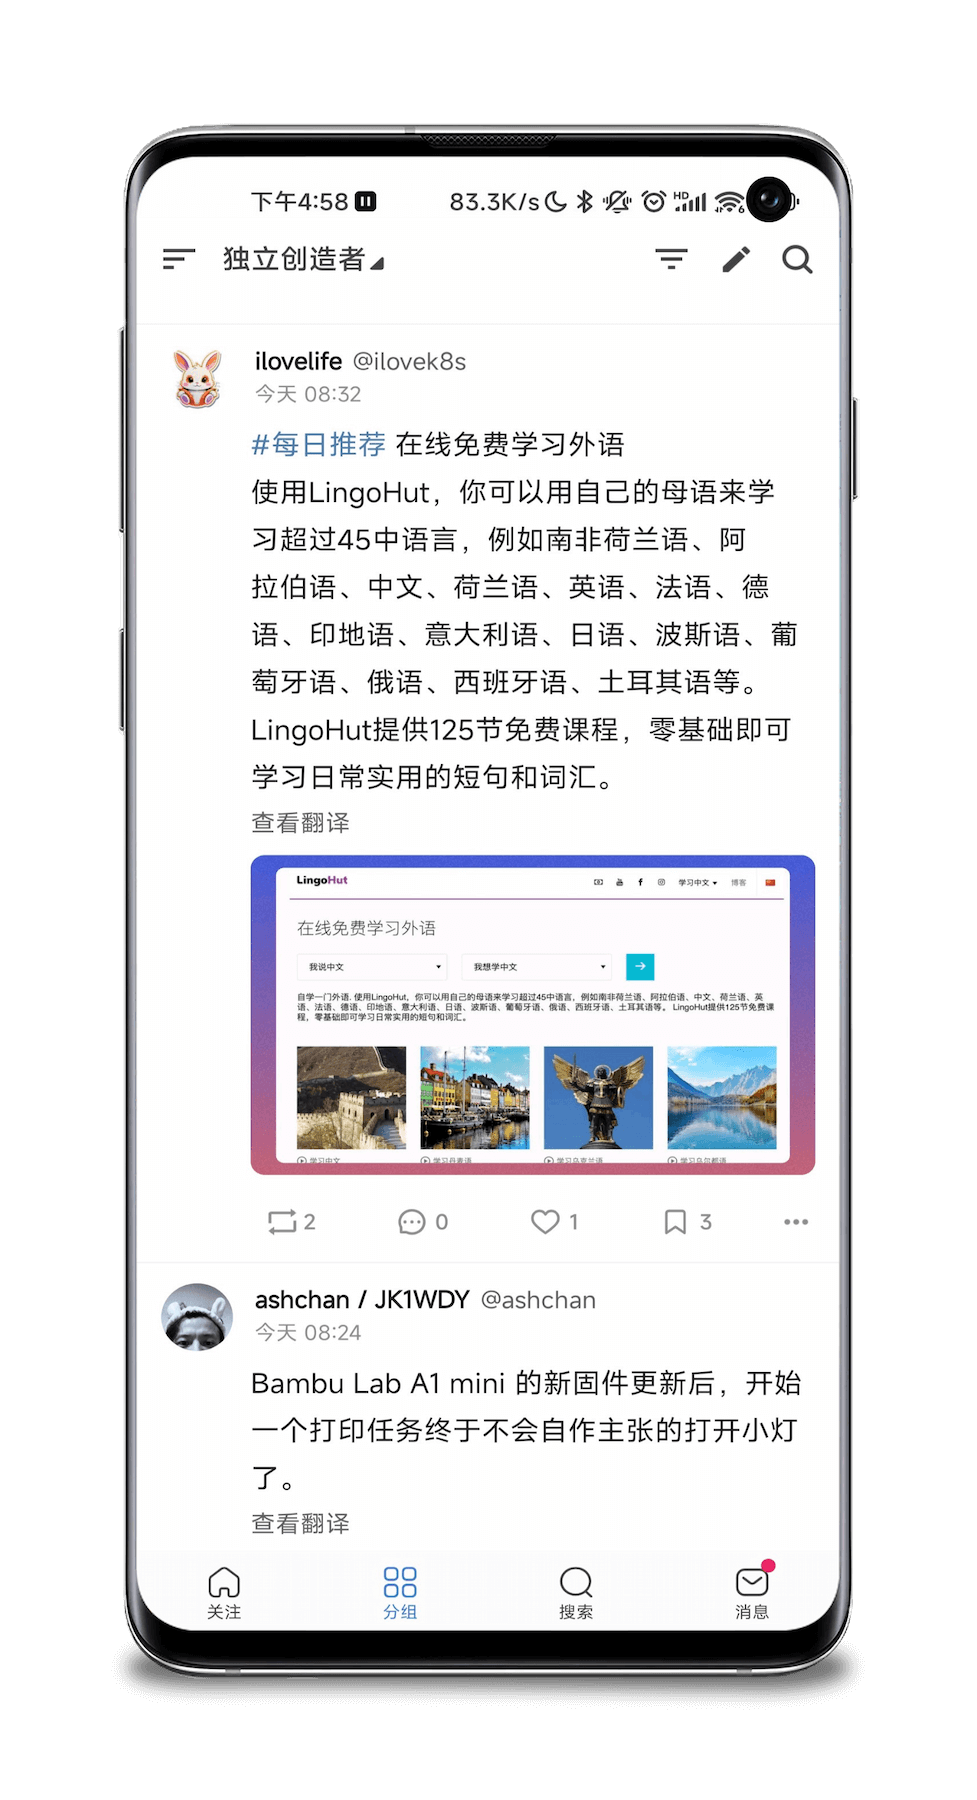 下午4:58 83.3K/s HD 6
独立创造者
ilovelife @ilovek8s
今天 08:32
#每日推荐 在线免费学习外语
使用LingoHut，你可以用自己的母语来学
习超过45中语言，例如南非荷兰语、阿
拉伯语、中文、荷兰语、英语、法语、德
语、印地语、意大利语、日语、波斯语、葡
萄牙语、俄语、西班牙语、土耳其语等。
LingoHut提供125节免费课程，零基础即可
学习日常实用的短句和词汇。
查看翻译
LingoHut 学习中文 博客
在线免费学习外语
我说中文 我想学中文
自学一门外语. 使用LingoHut，你可以用自己的母语来学习超过45中语言，例如南非荷兰语、阿拉伯语、中文、荷兰语、英
语、法语、德语、印地语、意大利语、日语、波斯语、葡萄牙语、俄语、西班牙语、土耳其语等。 LingoHut提供125节免费课
程，零基础即可学习日常实用的短句和词汇。
学习中文 学习丹麦语 学习乌克兰语 学习乌尔都语
2 0 1 3
ashchan / JK1WDY @ashchan
今天 08:24
Bambu Lab A1 mini 的新固件更新后，开始
一个打印任务终于不会自作主张的打开小灯
了。
查看翻译
关注 分组 搜索 消息